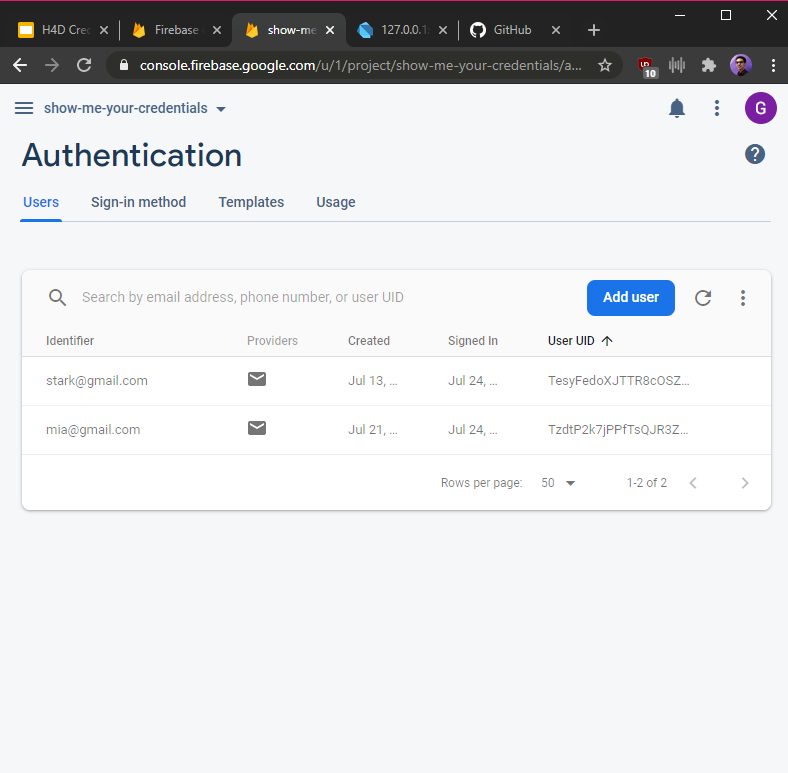 H4D Crec
Firebase
show-me
127.0.0.1:
GitHub
console.firebase.google.com/u/1/project/show-me-your-credentials/a...
10
show-me-your-credentials
G
Authentication
?
Users Sign-in method Templates Usage
Search by email address, phone number, or user UID
Add user
Identifier Providers Created Signed In User UID
stark@gmail.com Jul 13, ... Jul 24, ... TesyFedoXJTTR8cOSZ...
mia@gmail.com Jul 21, ... Jul 24, ... TzdtP2k7jPPfTsQJR3Z...
Rows per page: 50 1-2 of 2